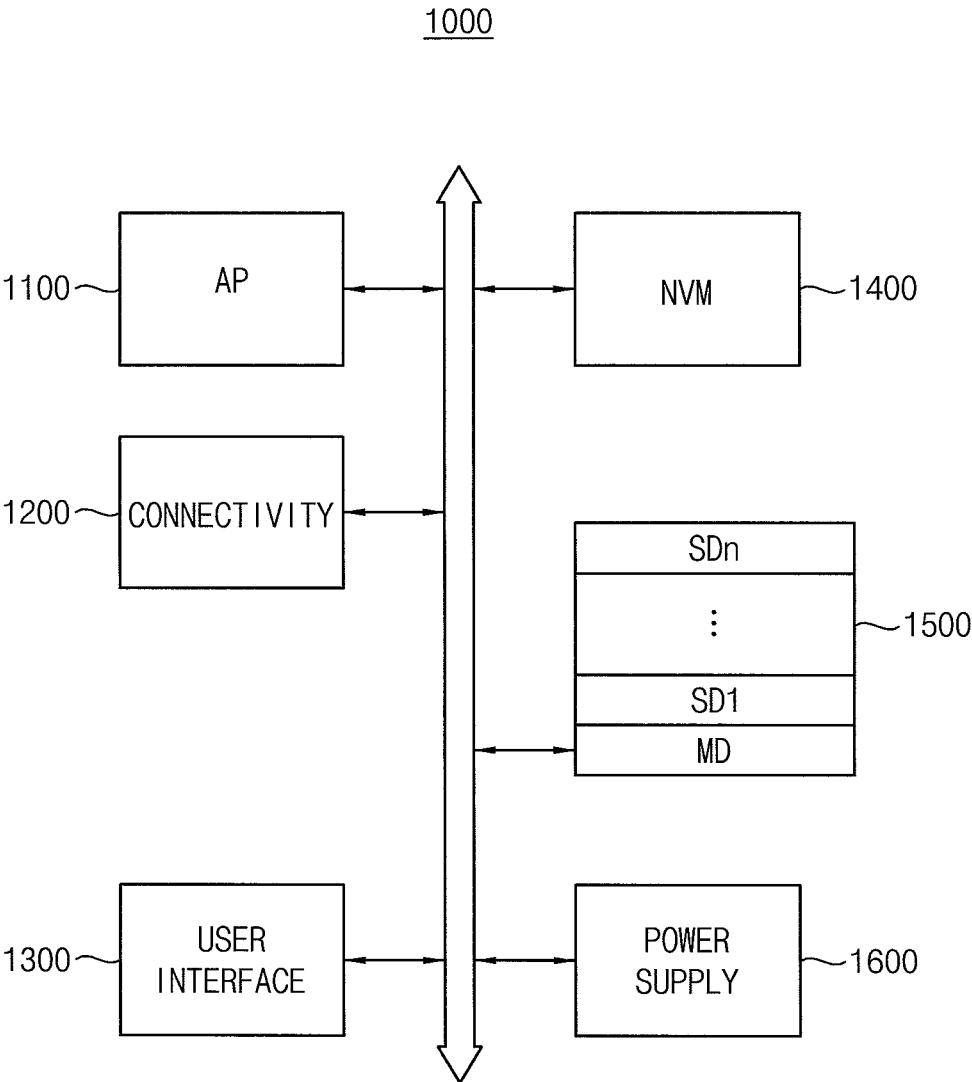 1000
AP
1100
NVM
1400
CONNECTIVITY
1200
SDn
⋮
1500
SD1
MD
USER
INTERFACE
1300
POWER
SUPPLY
1600